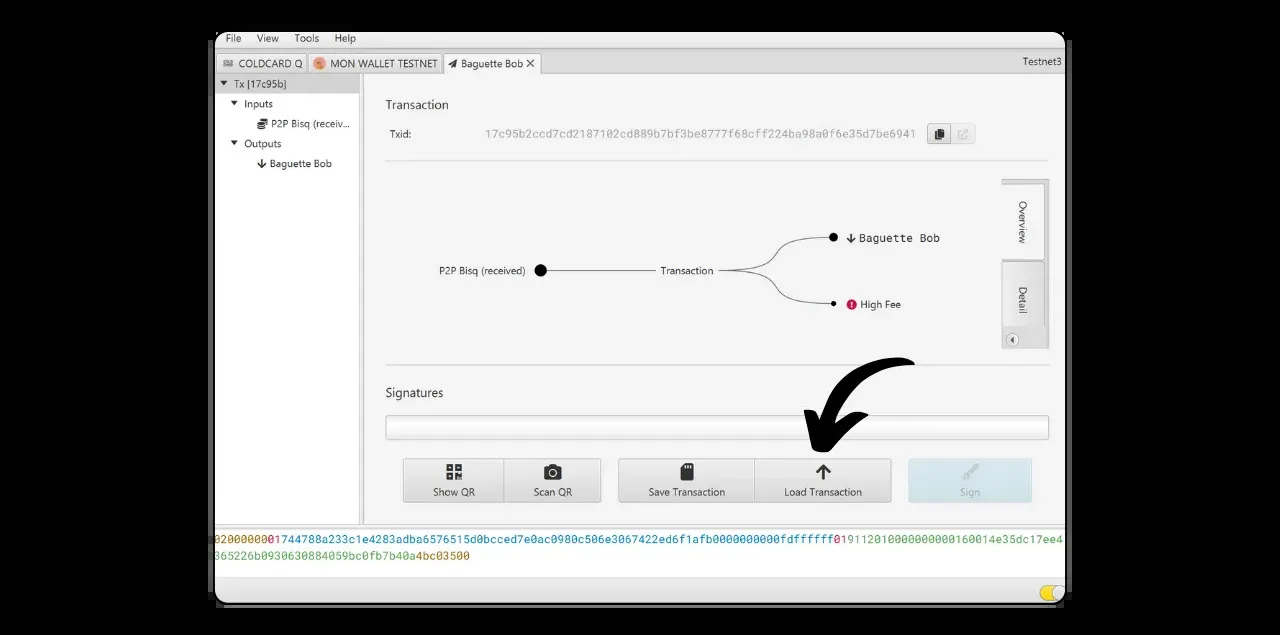 File View Tools Help
COLDCARD Q MON WALLET TESTNET Baguette Bob Testnet3
Tx [17c95b]
Inputs
P2P Bisq (receiv...
Outputs
Baguette Bob
Transaction
Txid: 17c95b2ccd7cd2187102cd889b7bf3be8777f68cff224ba98a0f6e35d7be6941
Overview
Detail
Baguette Bob
P2P Bisq (received) Transaction
High Fee
Signatures
Show QR Scan QR Save Transaction Load Transaction Sign
02000000001744788a233c1e4283adba6576515d0bcced7e0ac0980c506e3067422ed6f1afb0000000000fdffffff0191120100000000000160014e35dc17ee4
365226b0930630884059bc0fb7b40a4bc03500